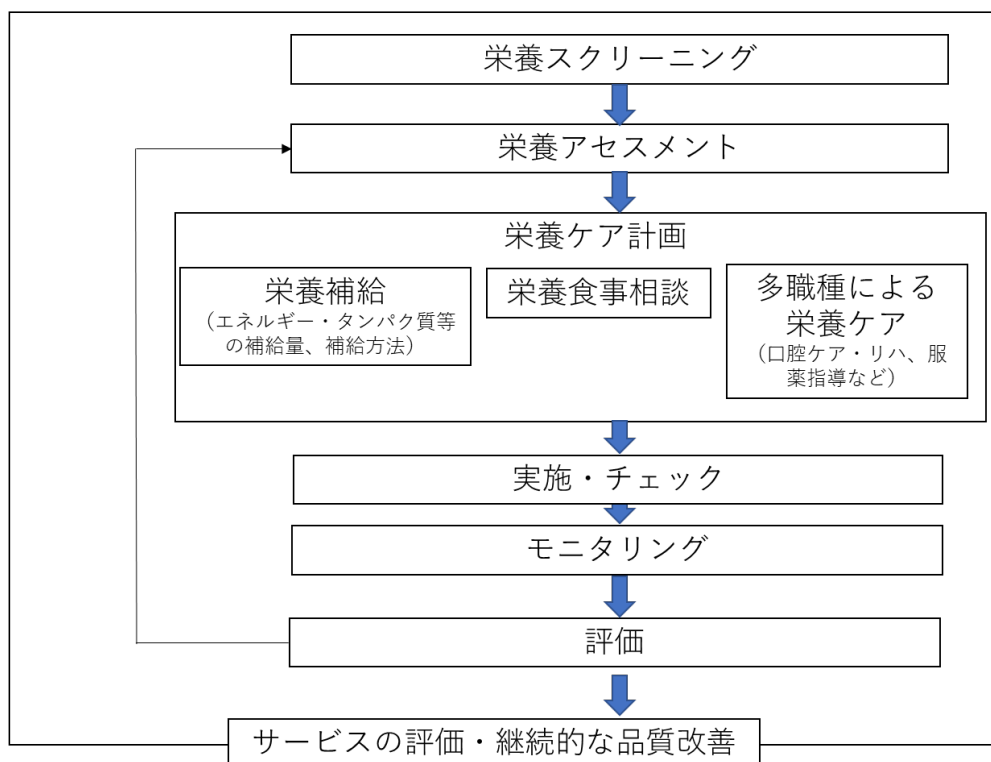 栄養スクリーニング
栄養アセスメント
栄養ケア計画
栄養補給
（エネルギー・タンパク質等
の補給量、補給方法）
栄養食事相談
多職種による
栄養ケア
（口腔ケア・リハ、服
薬指導など）
実施・チェック
モニタリング
評価
サービスの評価・継続的な品質改善